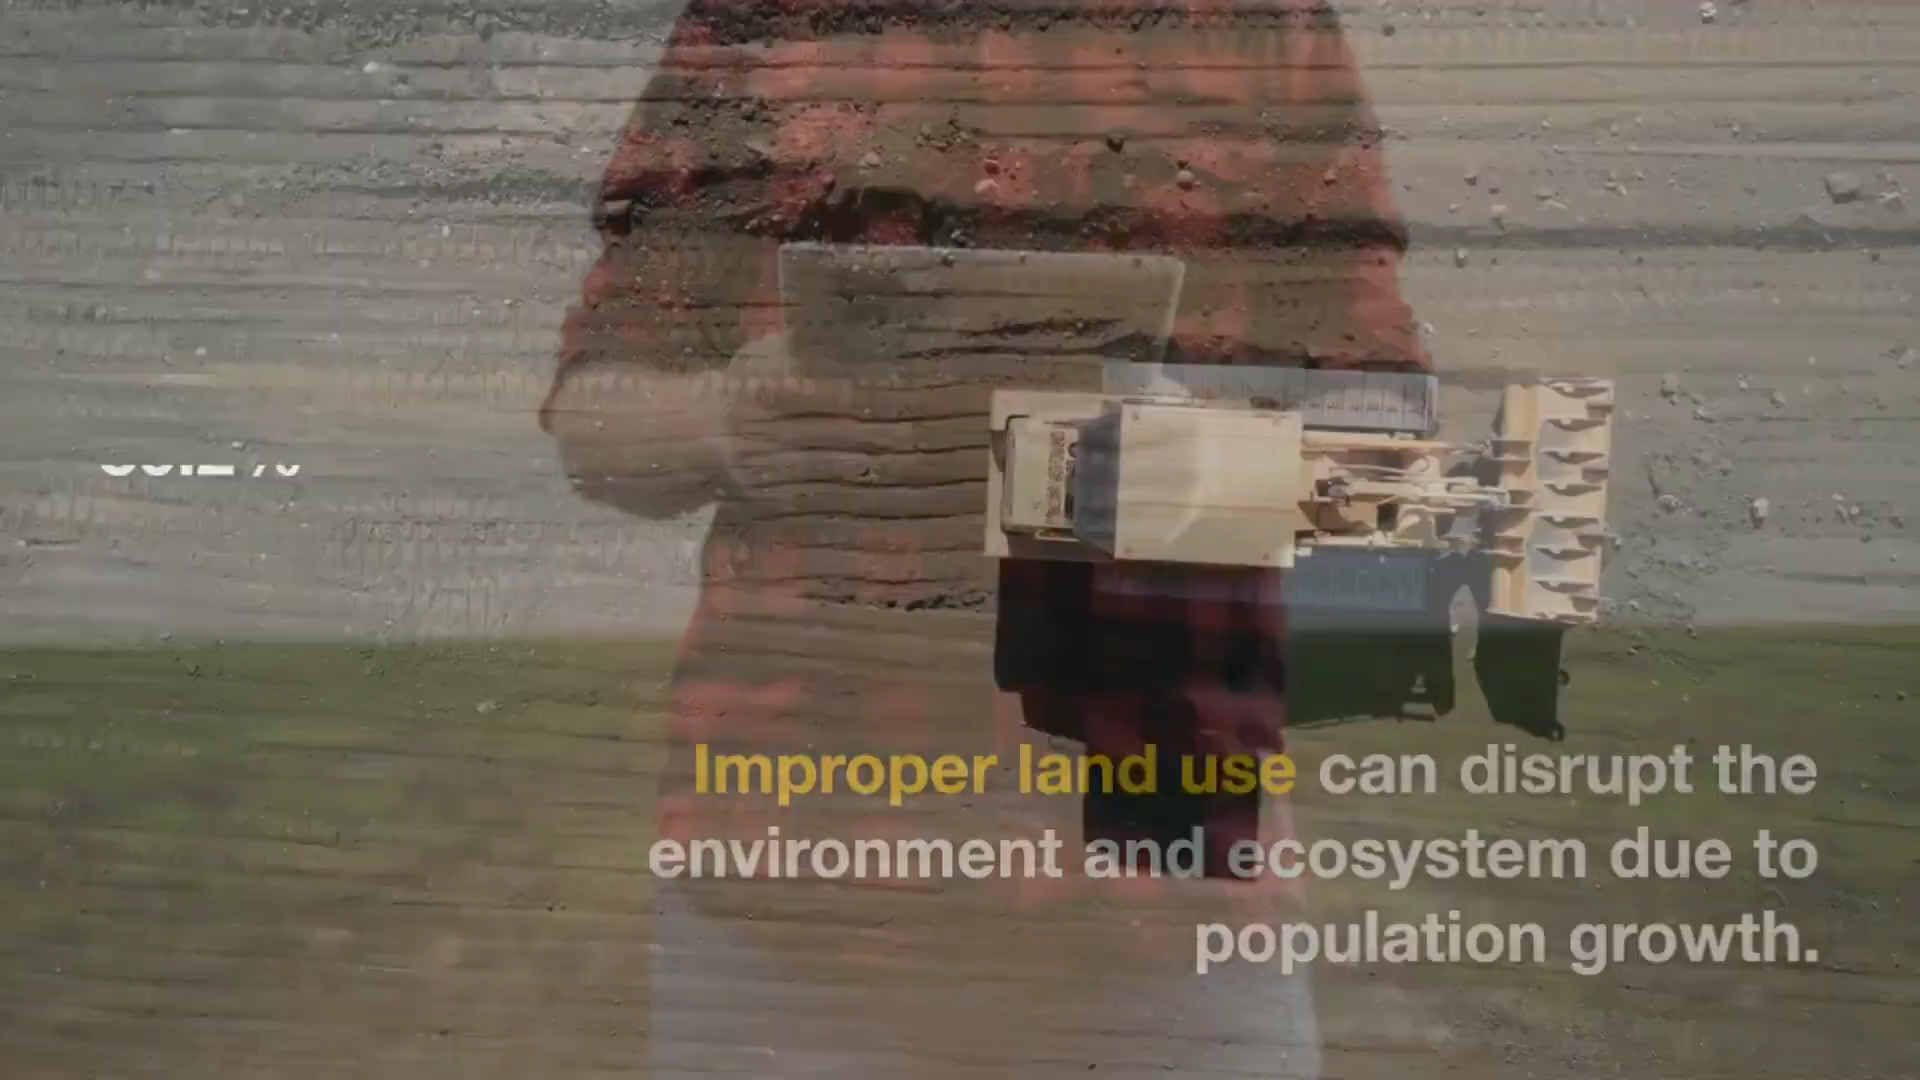 Improper land use can disrupt the
environment and ecosystem due to
population growth.